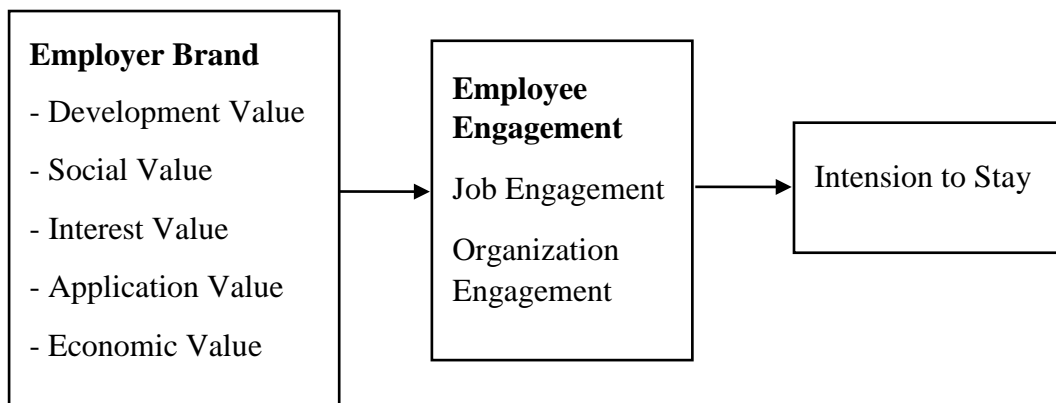 Employer Brand
- Development Value
- Social Value
- Interest Value
- Application Value
- Economic Value
Employee
Engagement
Job Engagement
Organization
Engagement
Intension to Stay